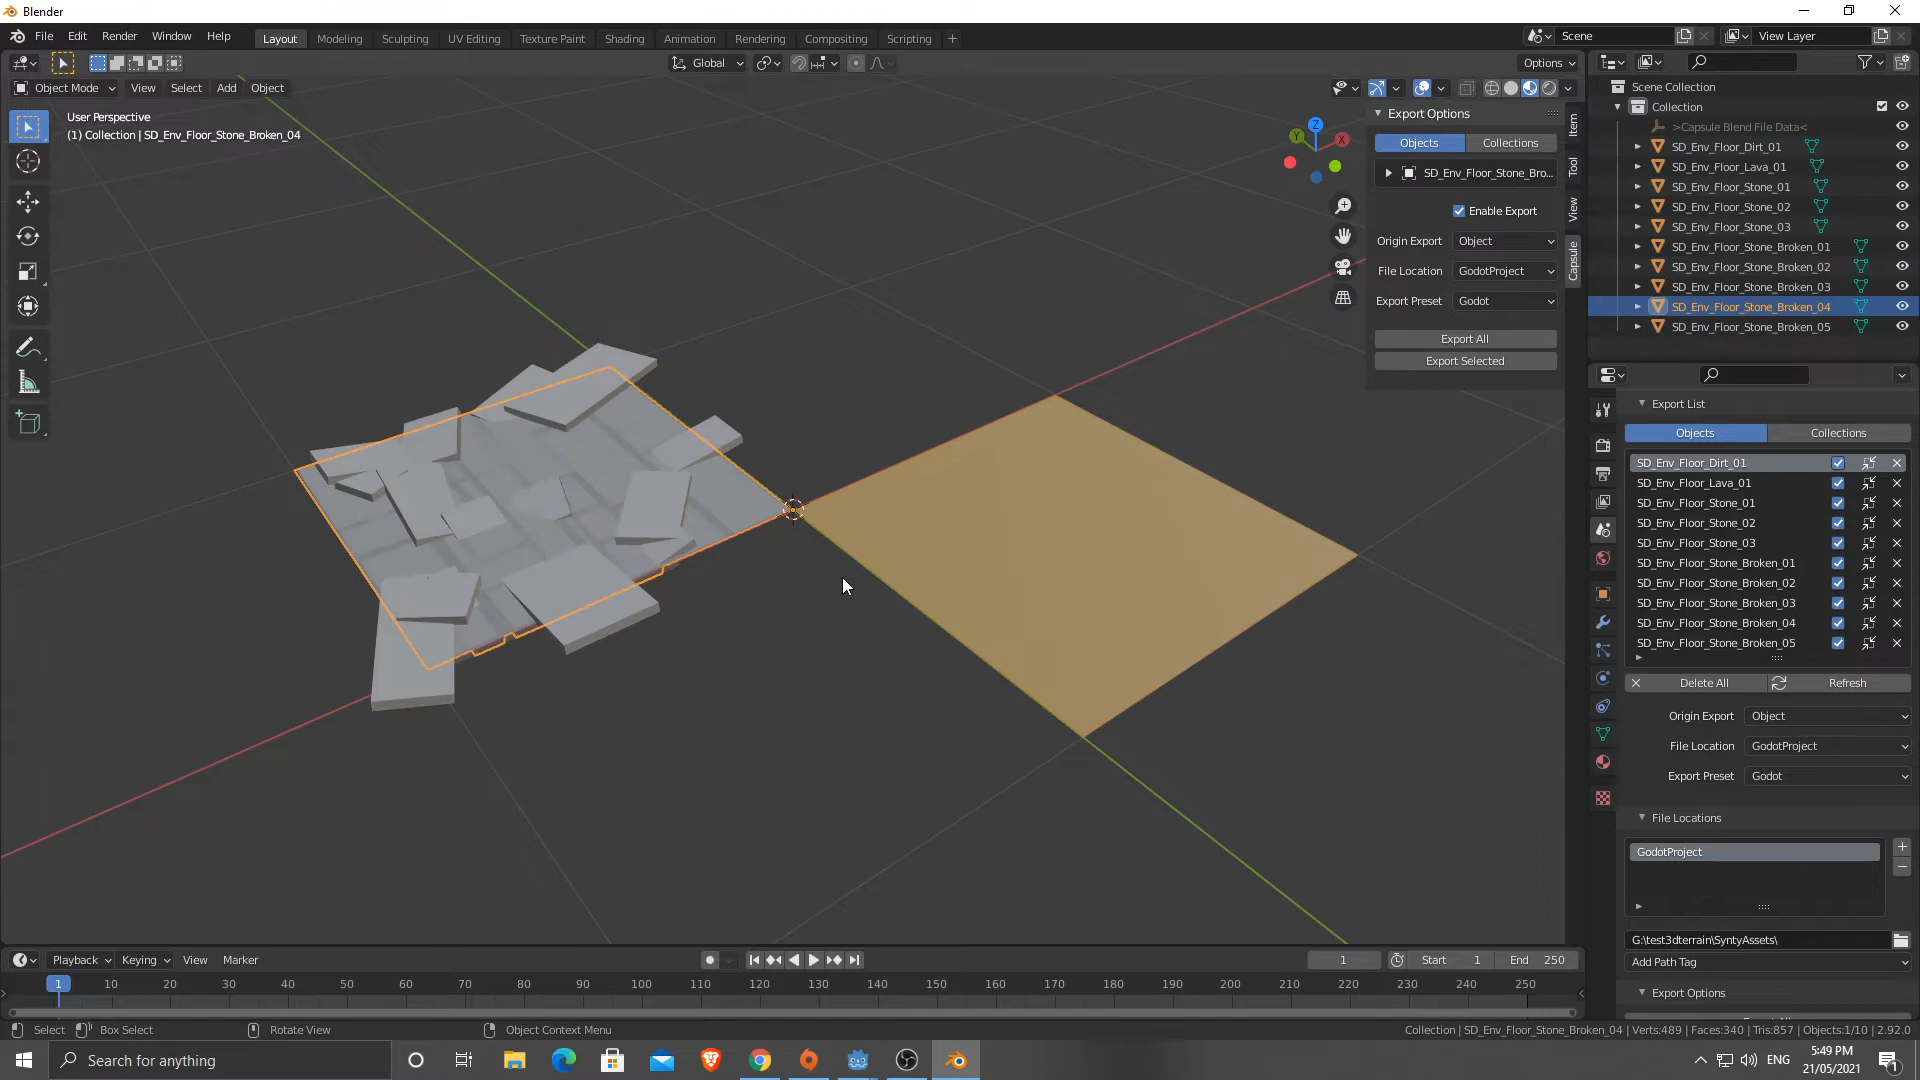 Blender
File Edit Render Window Help Layout Modeling Sculpting UV Editing Texture Paint Shading Animation Rendering Compositing Scripting + Scene View Layer
Global Options
Object Mode View Select Add Object
User Perspective
(1) Collection | SD_Env_Floor_Stone_Broken_04
Z
Y
X
Export Options
Objects Collections
SD_Env_Floor_Stone_Bro...
Enable Export
Origin Export Object
File Location GodotProject
Export Preset Godot
Export All
Export Selected
Item
Tool
View
Capsule
Scene Collection
Collection
>Capsule Blend File Data<
SD_Env_Floor_Dirt_01
SD_Env_Floor_Lava_01
SD_Env_Floor_Stone_01
SD_Env_Floor_Stone_02
SD_Env_Floor_Stone_03
SD_Env_Floor_Stone_Broken_01
SD_Env_Floor_Stone_Broken_02
SD_Env_Floor_Stone_Broken_03
SD_Env_Floor_Stone_Broken_04
SD_Env_Floor_Stone_Broken_05
Export List
Objects Collections
SD_Env_Floor_Dirt_01
SD_Env_Floor_Lava_01
SD_Env_Floor_Stone_01
SD_Env_Floor_Stone_02
SD_Env_Floor_Stone_03
SD_Env_Floor_Stone_Broken_01
SD_Env_Floor_Stone_Broken_02
SD_Env_Floor_Stone_Broken_03
SD_Env_Floor_Stone_Broken_04
SD_Env_Floor_Stone_Broken_05
Delete All Refresh
Origin Export Object
File Location GodotProject
Export Preset Godot
File Locations
GodotProject
G:\test3dterrain\SyntyAssets\
Add Path Tag
Export Options
Playback Keying View Marker 1 Start 1 End 250
1 10 20 30 40 50 60 70 80 90 100 110 120 130 140 150 160 170 180 190 200 210 220 230 240 250
Select Box Select Rotate View Object Context Menu Collection | SD_Env_Floor_Stone_Broken_04 | Verts:489 | Faces:340 | Tris:857 | Objects:1/10 | 2.92.0
Search for anything ENG 5:49 PM
21/05/2021
1